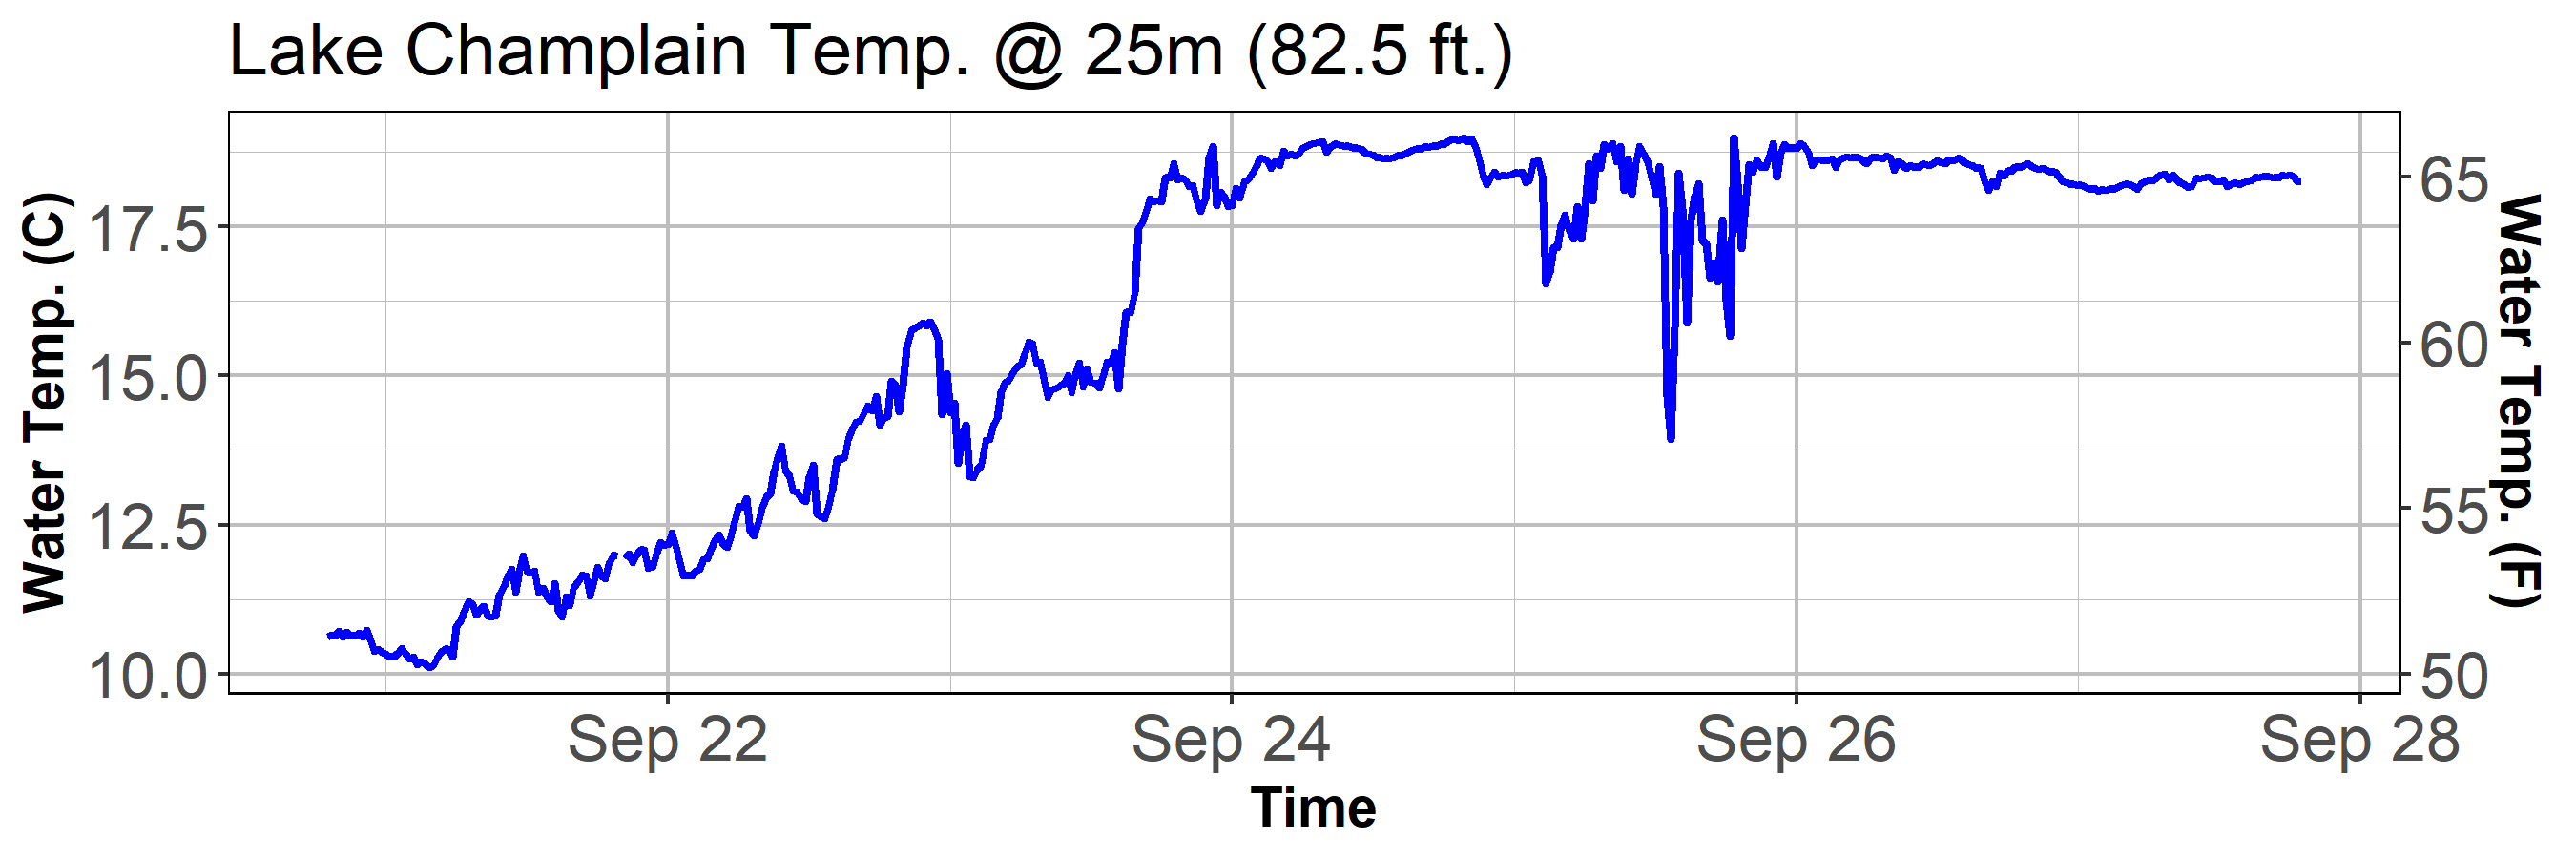 Lake Champlain Temp. @ 25m (82.5 ft.)
Water Temp. (C)
17.5
15.0
12.5
10.0
65
60
55
50
Water Temp. (F)
Sep 22 Sep 24 Sep 26 Sep 28
Time